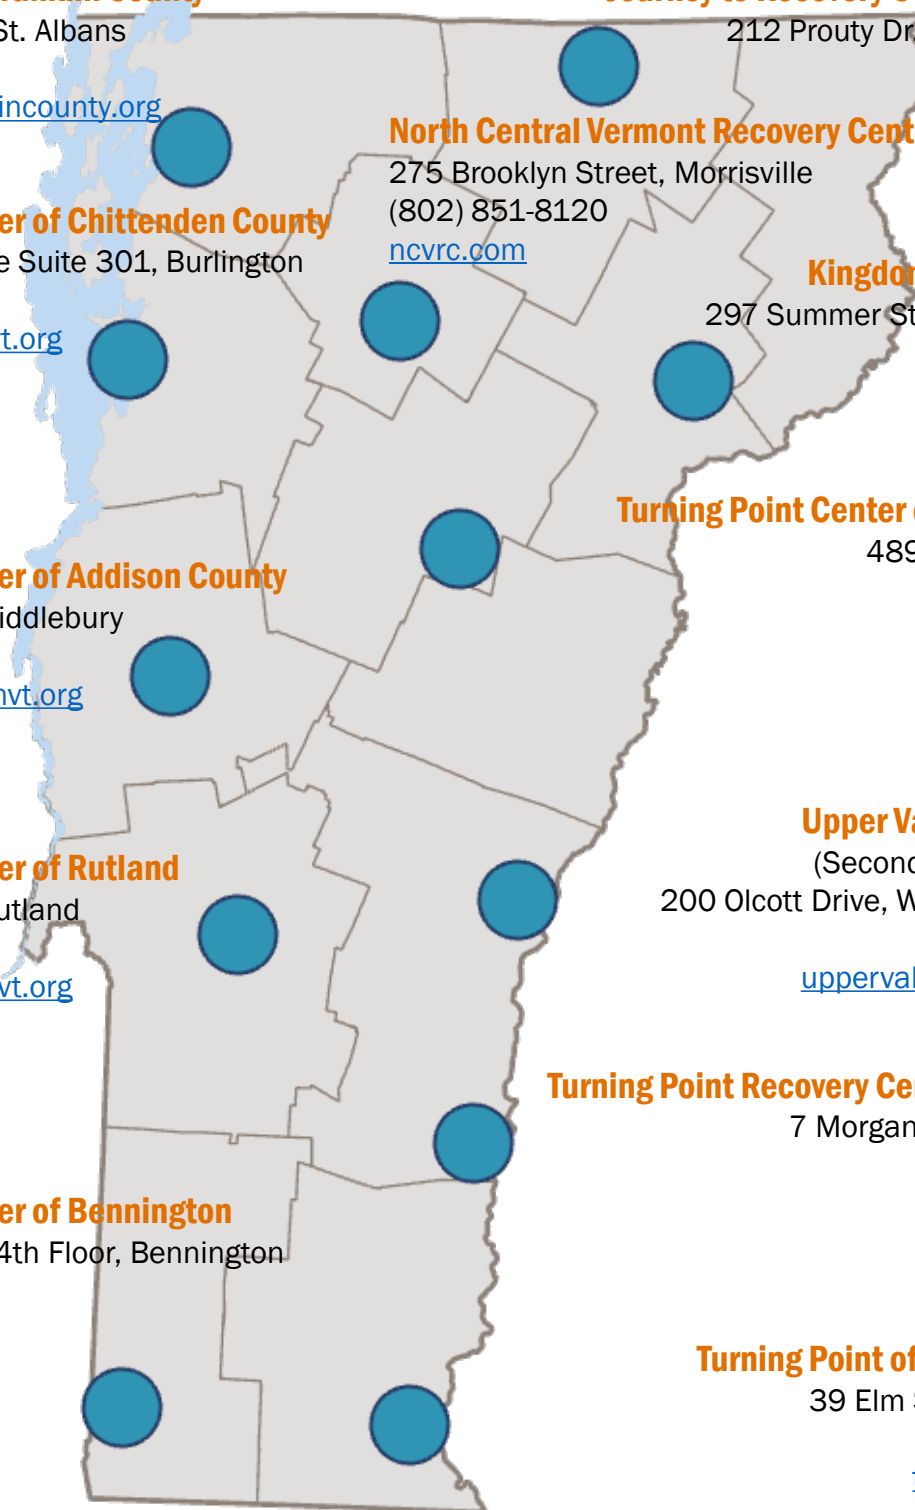 St. Albans
212 Prouty Dr.
incounty.org
North Central Vermont Recovery Cent
275 Brooklyn Street, Morrisville
(802) 851-8120
ncvrc.com
er of Chittenden County
e Suite 301, Burlington
t.org
Kingdo
297 Summer St
Turning Point Center
489
er of Addison County
iddlebury
nvt.org
Upper Va
(Second
200 Olcott Drive, W
upperval
er of Rutland
utland
vt.org
Turning Point Recovery Cen
7 Morgan
er of Bennington
4th Floor, Bennington
Turning Point of
39 Elm